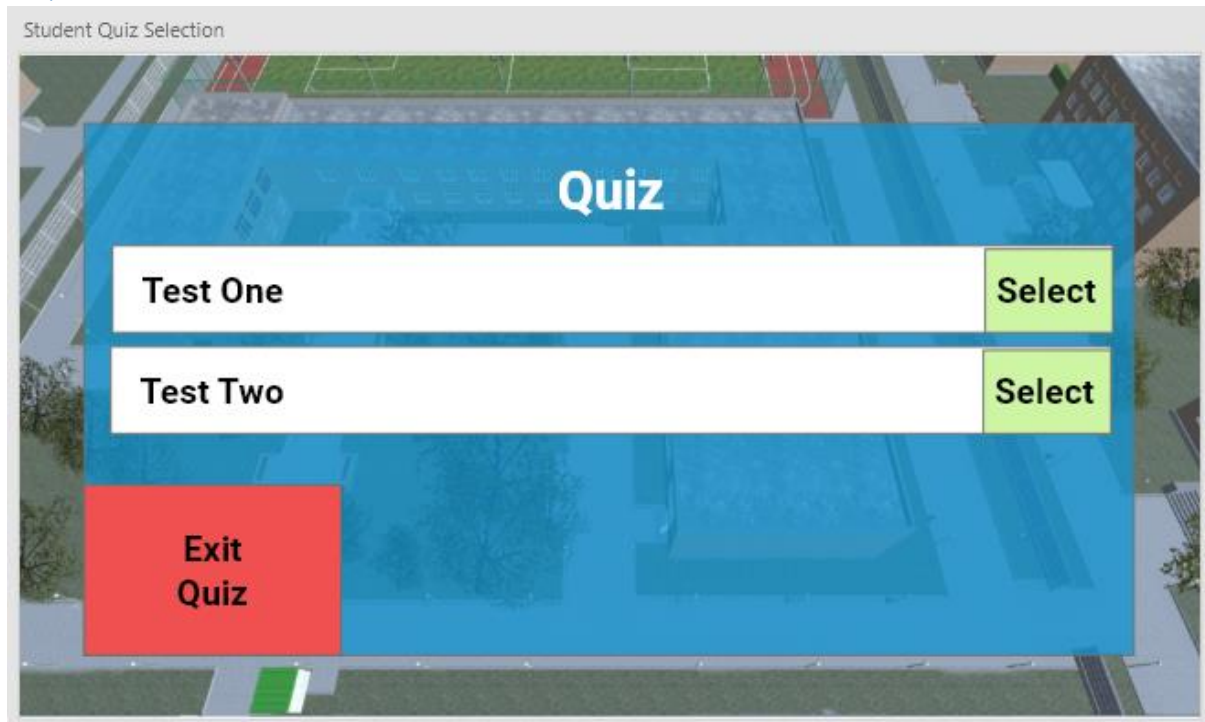 Student Quiz Selection
Quiz
Test One
Select
Test Two
Select
Exit
Quiz